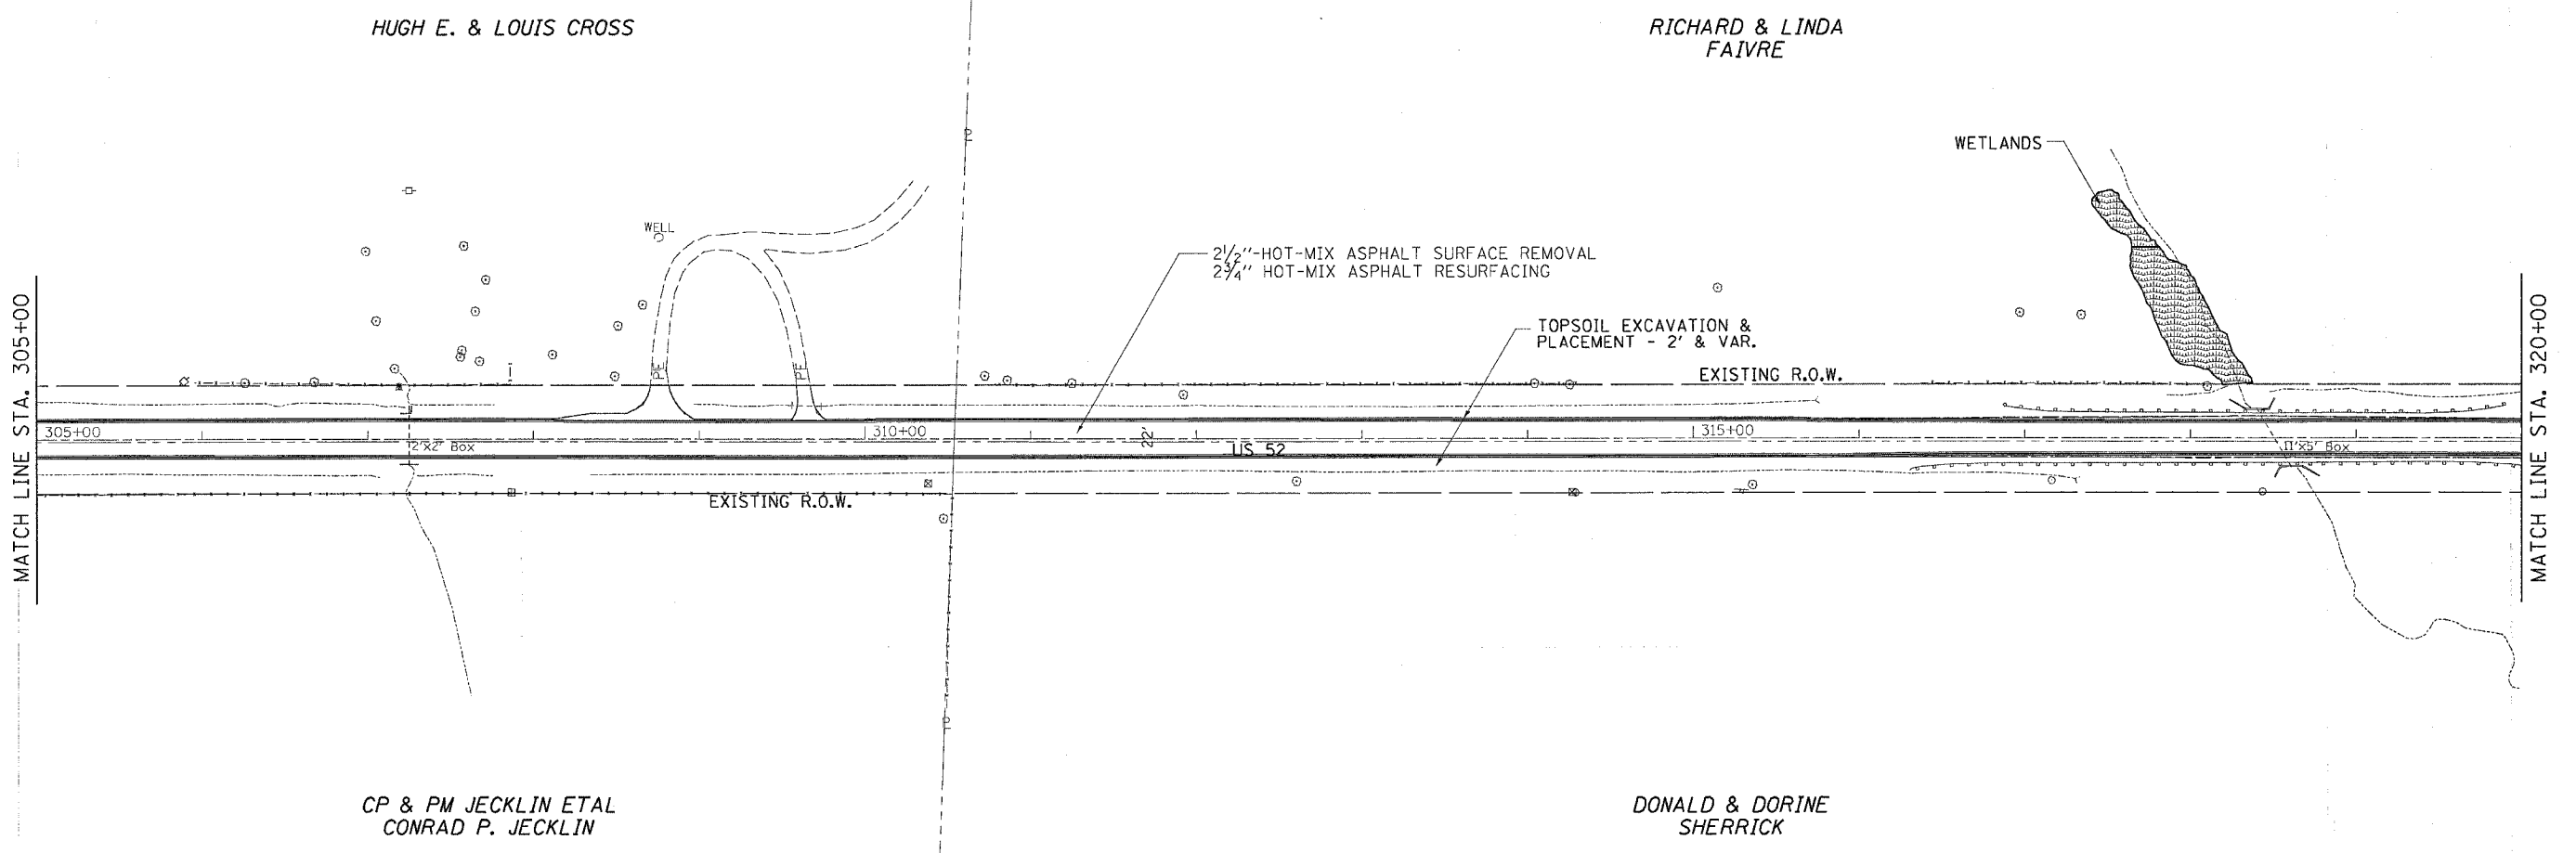 HUGH E. & LOUIS CROSS
RICHARD & LINDA
FAIVRE
WETLANDS
WELL
2½"-HOT-MIX ASPHALT SURFACE REMOVAL
2¾" HOT-MIX ASPHALT RESURFACING
TOPSOIL EXCAVATION &
PLACEMENT - 2' & VAR.
EXISTING R.O.W.
MATCH LINE STA. 305+00
MATCH LINE STA. 320+00
PE
PE
305+00
310+00
315+00
22'
2'x2' Box
US 52
11'x5' Box
EXISTING R.O.W.
CP & PM JECKLIN ETAL
CONRAD P. JECKLIN
DONALD & DORINE
SHERRICK